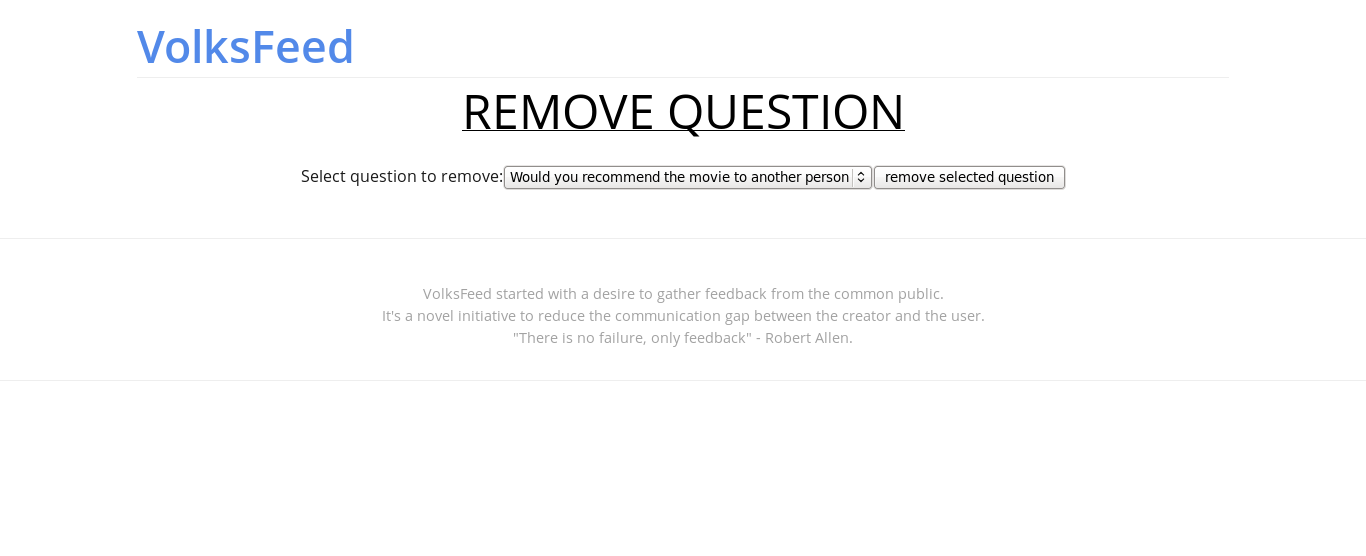 VolksFeed
REMOVE QUESTION
Select question to remove: Would you recommend the movie to another person remove selected question
VolksFeed started with a desire to gather feedback from the common public.
It's a novel initiative to reduce the communication gap between the creator and the user.
"There is no failure, only feedback" - Robert Allen.